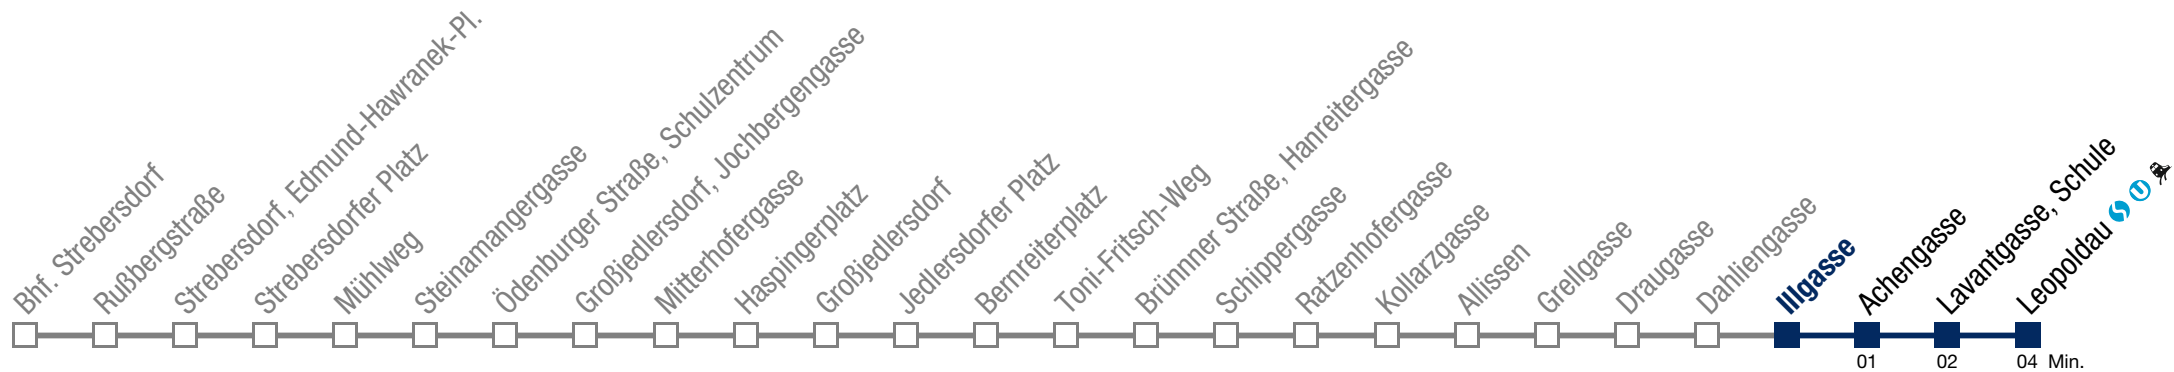 Bhf. Strebersdorf
Rußbergstraße
Strebersdorf, Edmund-Hawranek-Pl.
Strebersdorfer Platz
Mühlweg
Steinamangergasse
Ödenburger Straße, Schulzentrum
Großjedlersdorf, Jochbergengasse
Mitterhofergasse
Haspingerplatz
Großjedlersdorf
Jedlersdorfer Platz
Bernreiterplatz
Toni-Fritsch-Weg
Brünnner Straße, Hanreitergasse
Schippergasse
Ratzenhofergasse
Kollarzgasse
Allissen
Grellgasse
Draugasse
Dahliengasse
Illgasse
Achengasse
Lavantgasse, Schule
Leopoldau S U
01 02 04 Min.